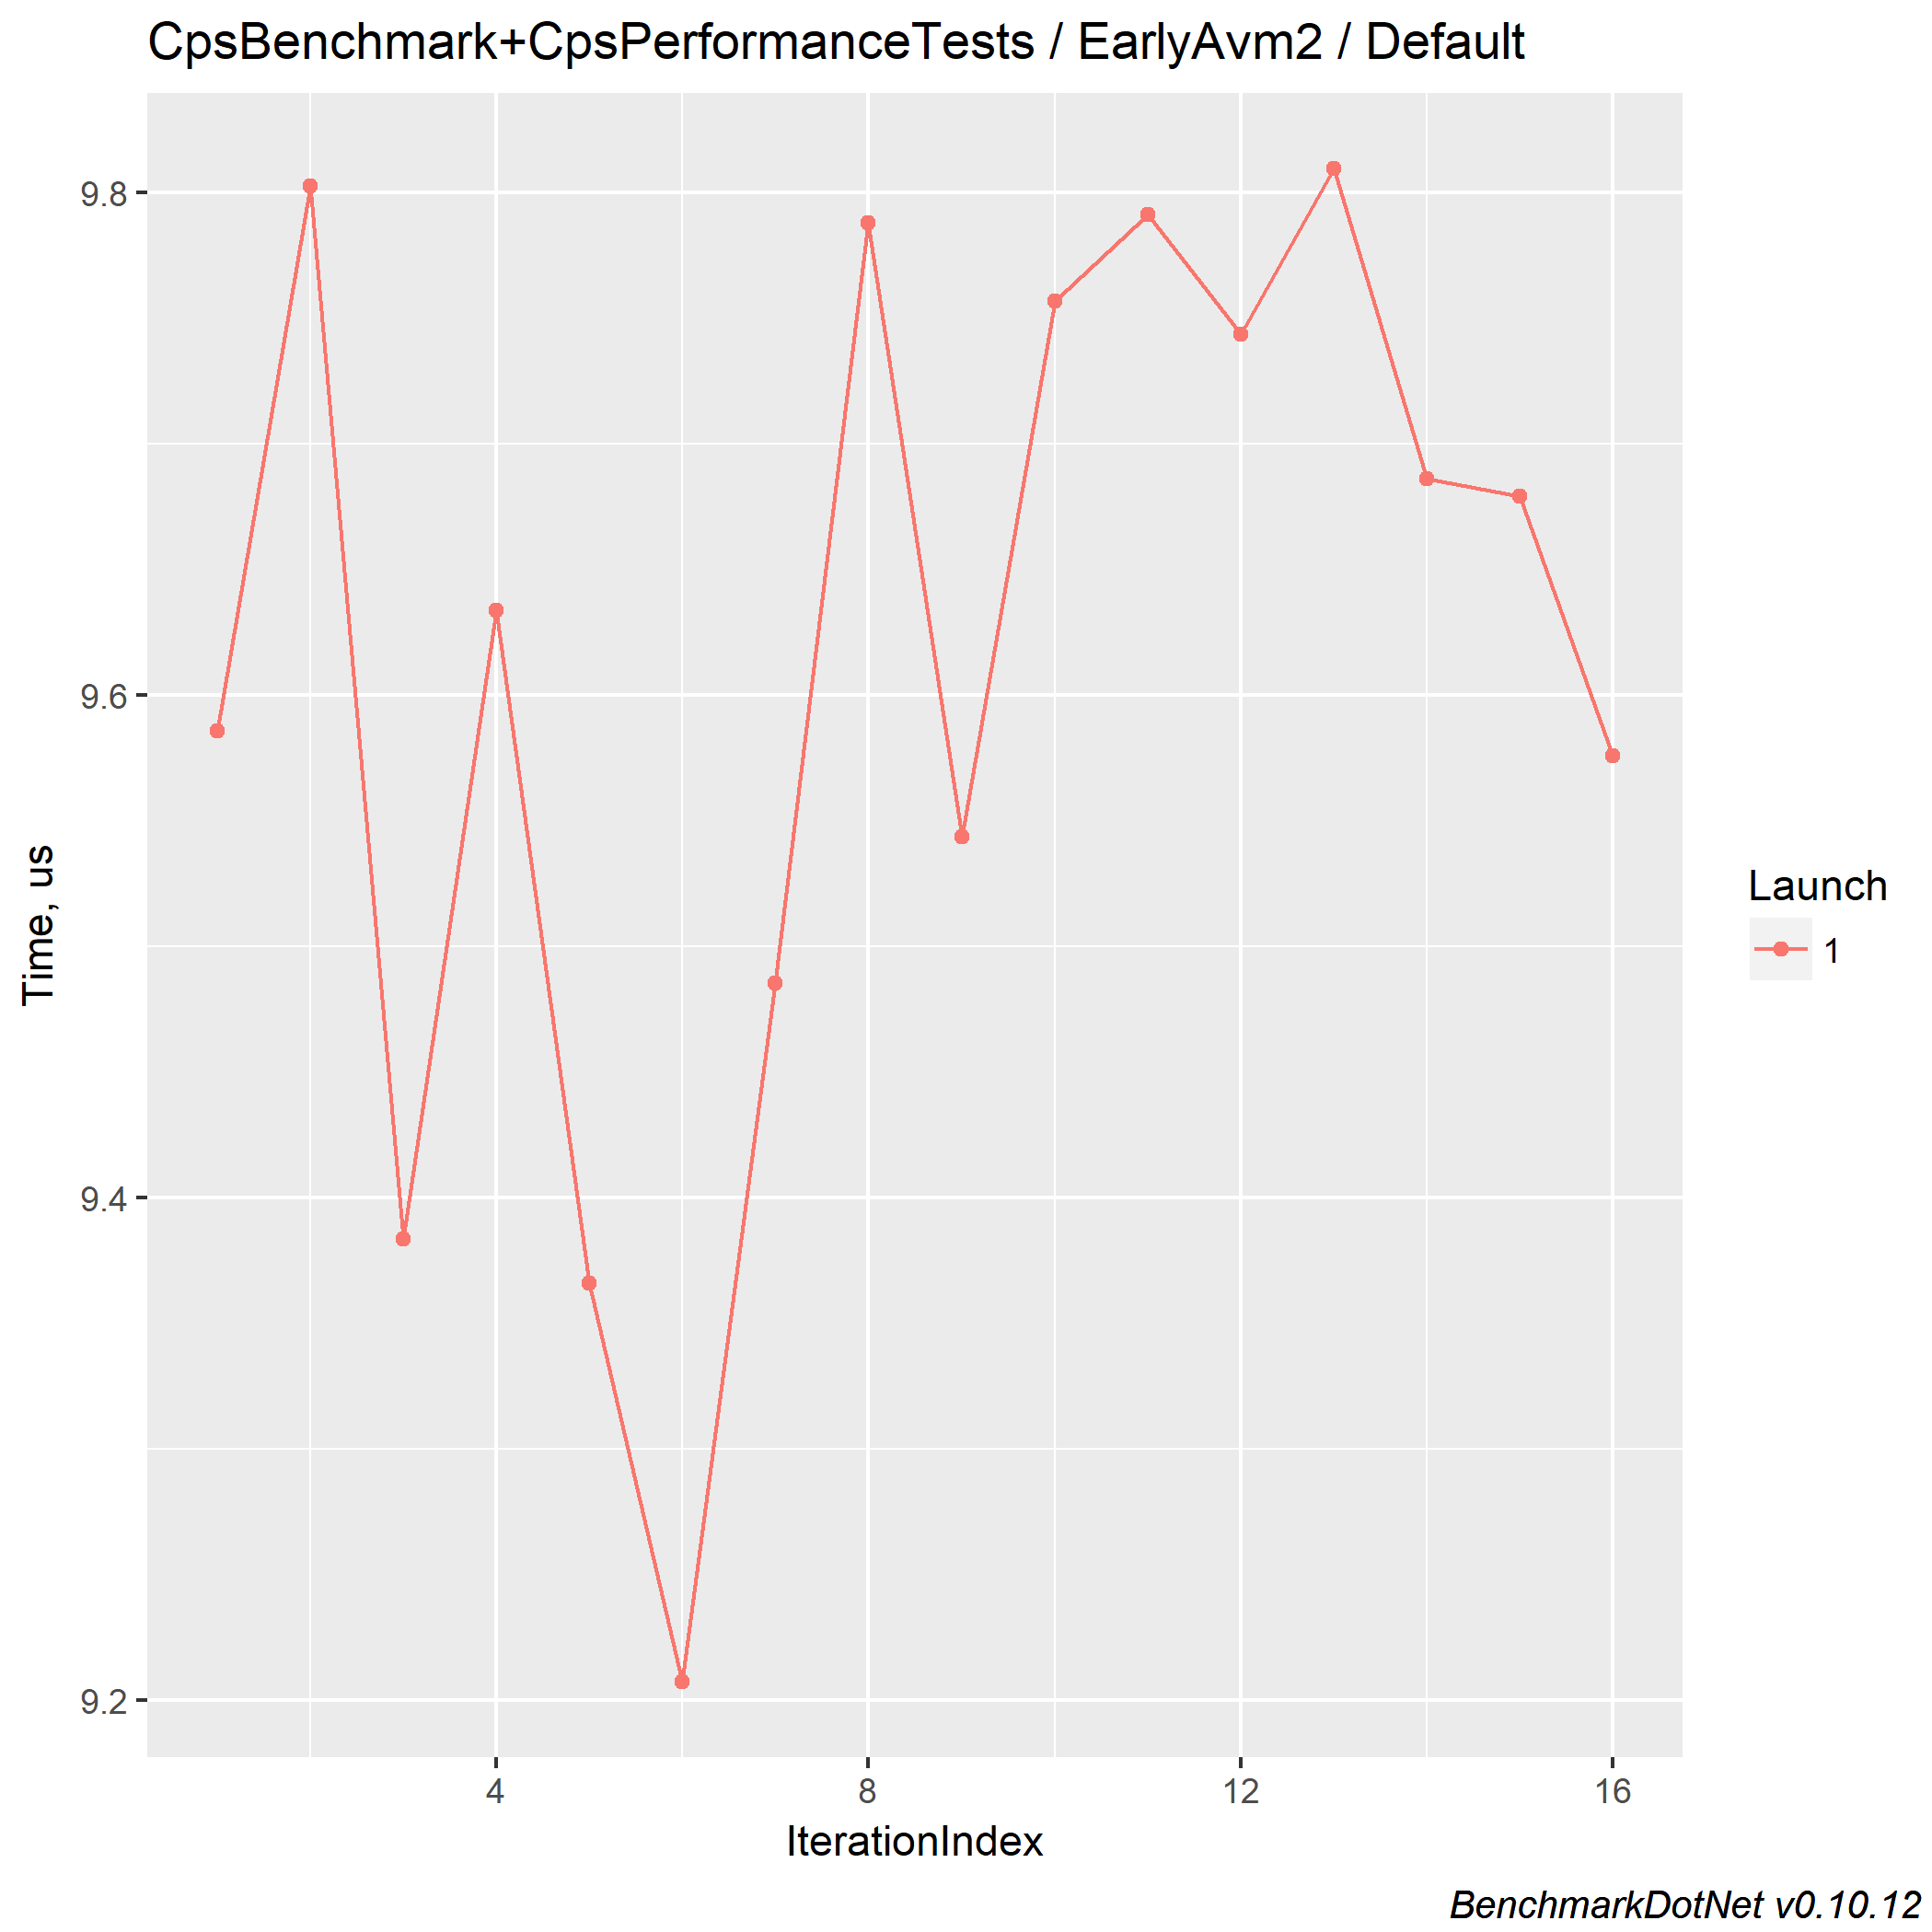 CpsBenchmark+CpsPerformanceTests / EarlyAvm2 / Default
9.8
9.6
9.4
9.2
Time, us
4 8 12 16
IterationIndex
Launch
1
BenchmarkDotNet v0.10.12